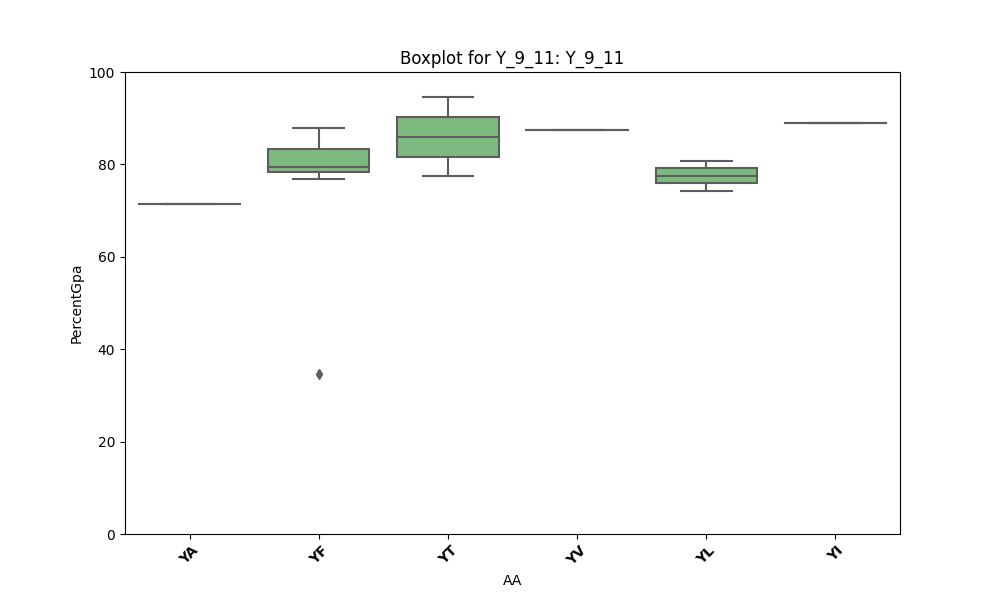 Boxplot for Y_9_11: Y_9_11
100
80
60
40
20
0
PercentGpa
YA
YF
YT
YV
YL
YI
AA